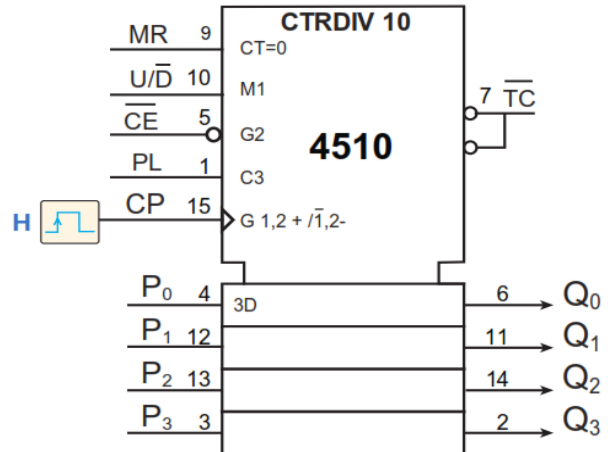 CTRDIV 10
MR 9 CT=0
U/D̅ 10 M1
C̅E̅ 5 G2
4510
7 T̅C̅
PL 1 C3
H CP 15 G 1,2 + /1̅,2-
P₀ 4 3D 6 Q₀
P₁ 12 11 Q₁
P₂ 13 14 Q₂
P₃ 3 2 Q₃